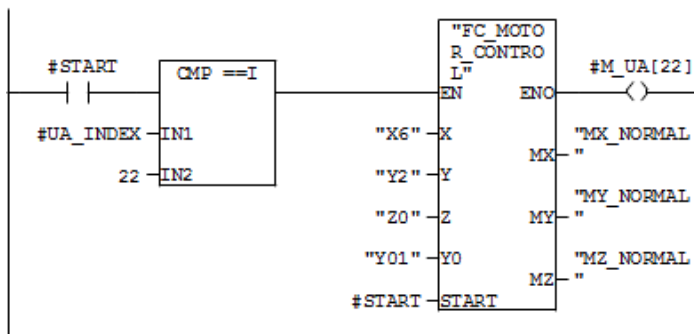 "FC_MOTO
R_CONTRO
L"
#START
CMP ==I
#M_UA[22]
EN
ENO
#UA_INDEX
IN1
"X6"
X
"MX_NORMAL
MX
"
22
IN2
"Y2"
Y
"MY_NORMAL
"Z0"
Z
MY
"
"Y01"
Y0
"MZ_NORMAL
MZ
"
#START
START